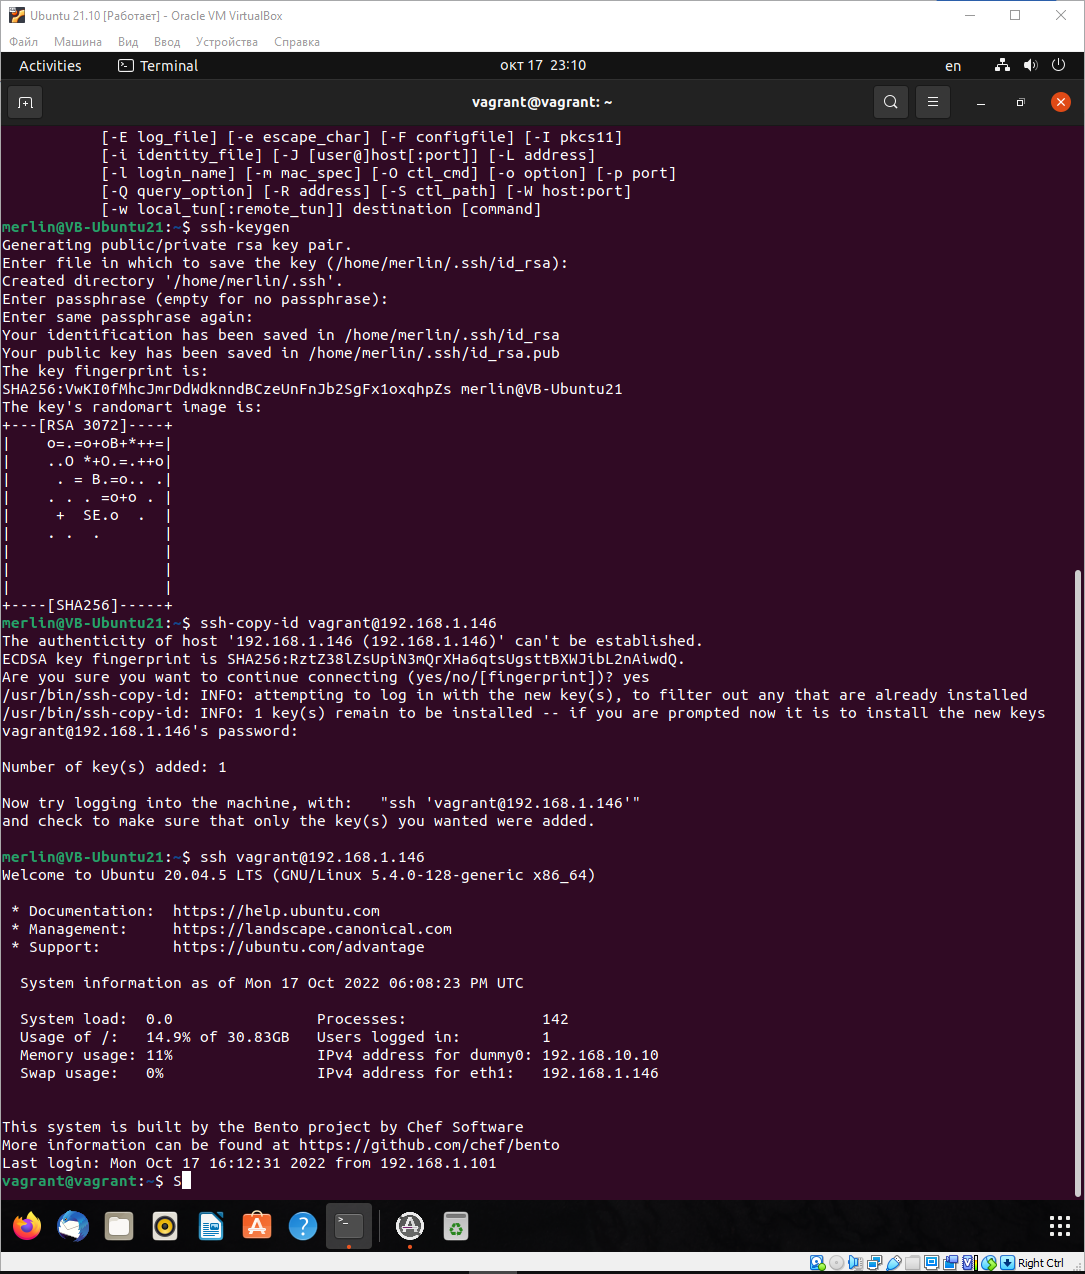 Ubuntu 21.10 [Работает] - Oracle VM VirtualBox
Файл Машина Вид Ввод Устройства Справка
Activities Terminal окт 17 23:10 en
vagrant@vagrant: ~
[-E log_file] [-e escape_char] [-F configfile] [-I pkcs11]
[-i identity_file] [-J [user@]host[:port]] [-L address]
[-l login_name] [-m mac_spec] [-O ctl_cmd] [-o option] [-p port]
[-Q query_option] [-R address] [-S ctl_path] [-W host:port]
[-w local_tun[:remote_tun]] destination [command]
merlin@VB-Ubuntu21:~$ ssh-keygen
Generating public/private rsa key pair.
Enter file in which to save the key (/home/merlin/.ssh/id_rsa):
Created directory '/home/merlin/.ssh'.
Enter passphrase (empty for no passphrase):
Enter same passphrase again:
Your identification has been saved in /home/merlin/.ssh/id_rsa
Your public key has been saved in /home/merlin/.ssh/id_rsa.pub
The key fingerprint is:
SHA256:VwKI0fMhcJmrDdWdknndBCzeUnFnJb2SgFx1oxqhpZs merlin@VB-Ubuntu21
The key's randomart image is:
+---[RSA 3072]----+
|    o=.=o+oB+*++=|
|    ..O *+O.=.++o|
|     . = B.=o.. .|
|    . . . =o+o . |
|     +  SE.o  .  |
|    . .  .       |
|                 |
|                 |
|                 |
+----[SHA256]-----+
merlin@VB-Ubuntu21:~$ ssh-copy-id vagrant@192.168.1.146
The authenticity of host '192.168.1.146 (192.168.1.146)' can't be established.
ECDSA key fingerprint is SHA256:RztZ38lZsUpiN3mQrXHa6qtsUgsttBXWJibL2nAiwdQ.
Are you sure you want to continue connecting (yes/no/[fingerprint])? yes
/usr/bin/ssh-copy-id: INFO: attempting to log in with the new key(s), to filter out any that are already installed
/usr/bin/ssh-copy-id: INFO: 1 key(s) remain to be installed -- if you are prompted now it is to install the new keys
vagrant@192.168.1.146's password:
Number of key(s) added: 1
Now try logging into the machine, with:   "ssh 'vagrant@192.168.1.146'"
and check to make sure that only the key(s) you wanted were added.
merlin@VB-Ubuntu21:~$ ssh vagrant@192.168.1.146
Welcome to Ubuntu 20.04.5 LTS (GNU/Linux 5.4.0-128-generic x86_64)
* Documentation:  https://help.ubuntu.com
* Management:     https://landscape.canonical.com
* Support:        https://ubuntu.com/advantage
System information as of Mon 17 Oct 2022 06:08:23 PM UTC
System load:  0.0                Processes:               142
Usage of /:   14.9% of 30.83GB   Users logged in:         1
Memory usage: 11%                IPv4 address for dummy0: 192.168.10.10
Swap usage:   0%                 IPv4 address for eth1:   192.168.1.146
This system is built by the Bento project by Chef Software
More information can be found at https://github.com/chef/bento
Last login: Mon Oct 17 16:12:31 2022 from 192.168.1.101
vagrant@vagrant:~$ S
Right Ctrl